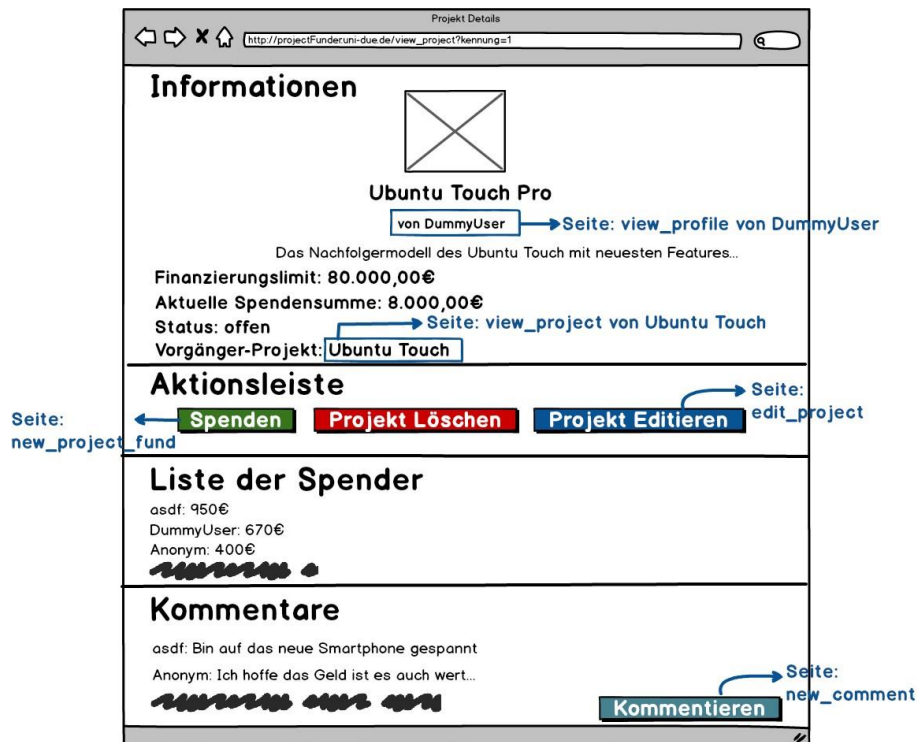 Projekt Details
http://projectFunder.uni-due.de/view_project?kennung=1
Informationen
Ubuntu Touch Pro
von DummyUser
Seite: view_profile von DummyUser
Das Nachfolgermodell des Ubuntu Touch mit neuesten Features...
Finanzierungslimit: 80.000,00€
Aktuelle Spendensumme: 8.000,00€
Status: offen
Seite: view_project von Ubuntu Touch
Vorgänger-Projekt: Ubuntu Touch
Aktionsleiste
Seite:
edit_project
Seite:
new_project_fund
Spenden
Projekt Löschen
Projekt Editieren
Liste der Spender
asdf: 950€
DummyUser: 670€
Anonym: 400€
Kommentare
asdf: Bin auf das neue Smartphone gespannt
Anonym: Ich hoffe das Geld ist es auch wert...
Seite:
new_comment
Kommentieren